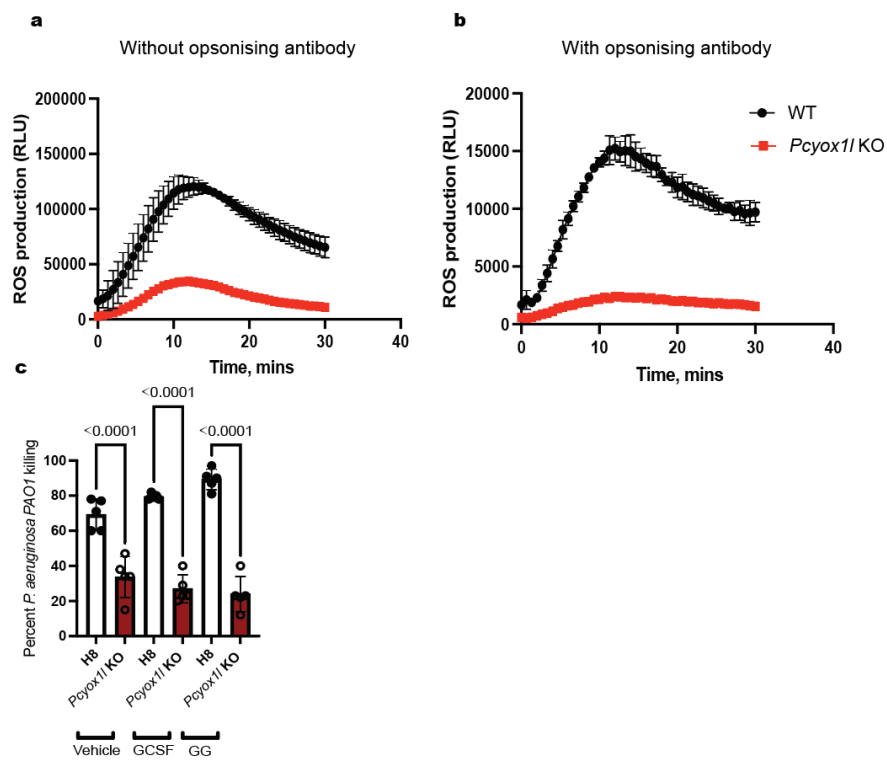 a
Without opsonising antibody
200000
150000
100000
50000
0
ROS production (RLU)
0 10 20 30 40
Time, mins
b
With opsonising antibody
20000
15000
10000
5000
0
ROS production (RLU)
0 10 20 30 40
Time, mins
WT
Pcyox1l KO
c
<0.0001
<0.0001
<0.0001
100
80
60
40
20
0
Percent P. aeruginosa PAO1 killing
H8
Pcyox1l KO
H8
Pcyox1l KO
H8
Pcyox1l KO
Vehicle GCSF GG